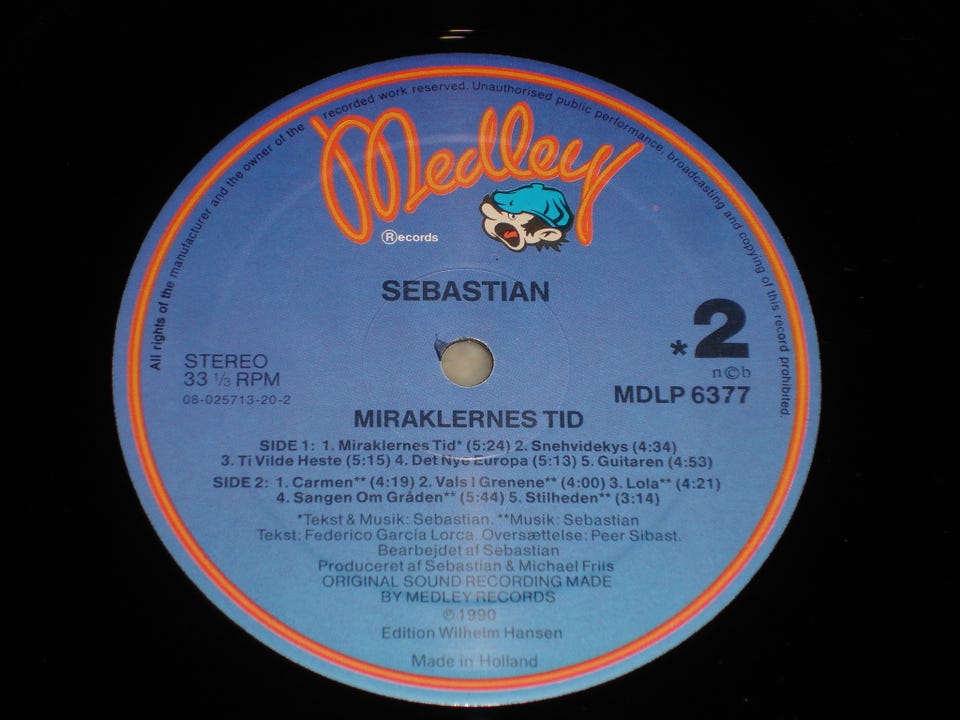 All rights of the manufacturer and the owner of the recorded work reserved. Unauthorised public performance, broadcasting and copying of this record prohibited.
Medley
Records
SEBASTIAN
*2
n©b
STEREO
33 1/3 RPM
08-025713-20-2
MDLP 6377
MIRAKLERNES TID
SIDE 1: 1. Miraklernes Tid* (5:24) 2. Snehvidekys (4:34)
3. Ti Vilde Heste (5:15) 4. Det Nye Europa (5:13) 5. Guitaren (4:53)
SIDE 2: 1. Carmen** (4:19) 2. Vals I Grenene** (4:00) 3. Lola** (4:21)
4. Sangen Om Gråden** (5:44) 5. Stilheden** (3:14)
*Tekst & Musik: Sebastian. **Musik: Sebastian
Tekst: Federico Garcia Lorca. Oversættelse: Peer Sibast.
Bearbejdet af Sebastian
Produceret af Sebastian & Michael Friis
ORIGINAL SOUND RECORDING MADE
BY MEDLEY RECORDS
℗ 1990
Edition Wilhelm Hansen
Made in Holland